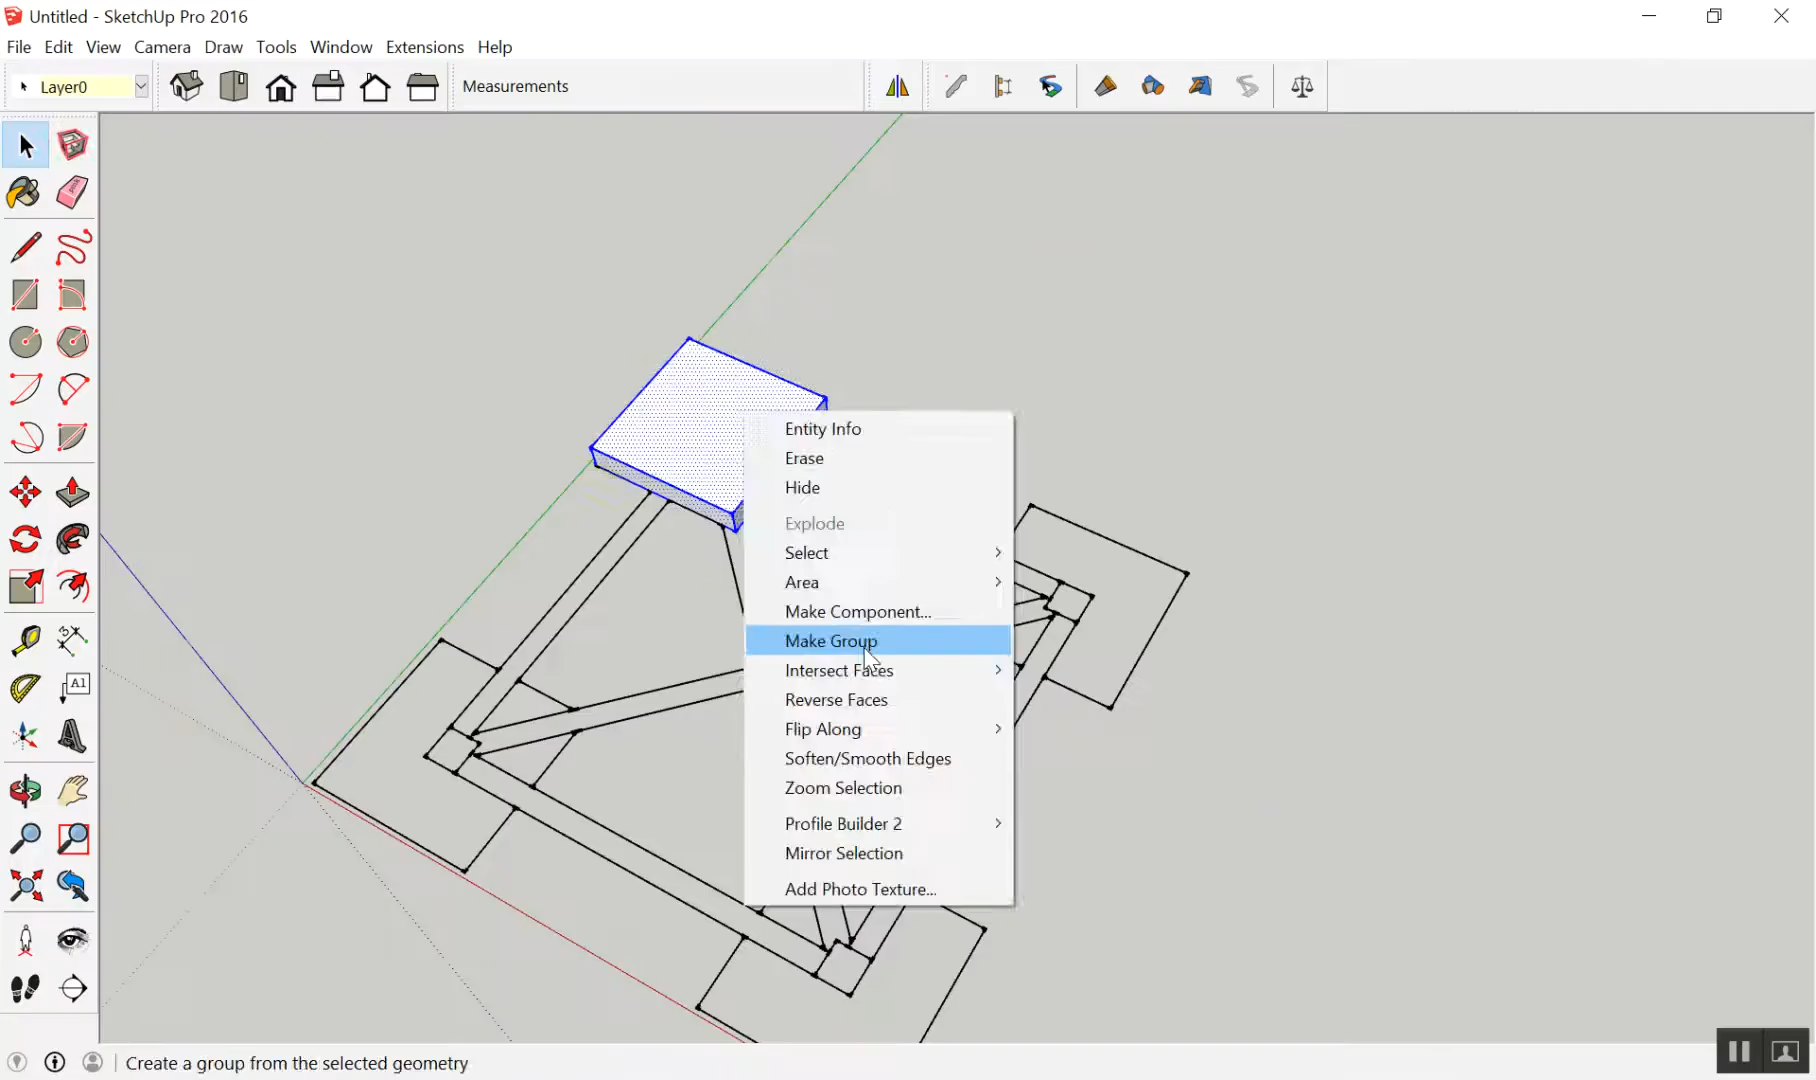 Untitled - SketchUp Pro 2016
File Edit View Camera Draw Tools Window Extensions Help
Layer0
Measurements
Entity Info
Erase
Hide
Explode
Select
Area
Make Component...
Make Group
Intersect Faces
Reverse Faces
Flip Along
Soften/Smooth Edges
Zoom Selection
Profile Builder 2
Mirror Selection
Add Photo Texture...
A1
Create a group from the selected geometry